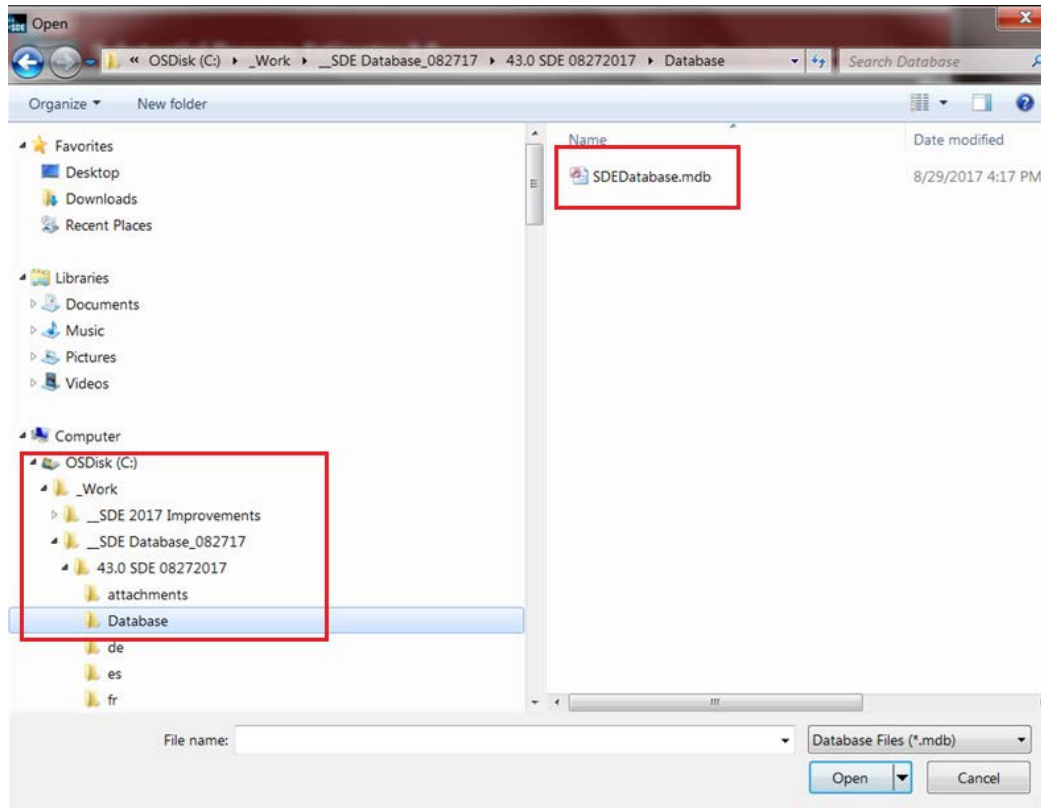 SDE Open
« OSDisk (C:) ▸ _Work ▸ __SDE Database_082717 ▸ 43.0 SDE 08272017 ▸ Database
Search Database
Organize
New folder
Favorites
Desktop
Downloads
Recent Places
Libraries
Documents
Music
Pictures
Videos
Computer
OSDisk (C:)
_Work
__SDE 2017 Improvements
__SDE Database_082717
43.0 SDE 08272017
attachments
Database
de
es
fr
Name
Date modified
SDEDatabase.mdb
8/29/2017 4:17 PM
File name:
Database Files (*.mdb)
Open
Cancel